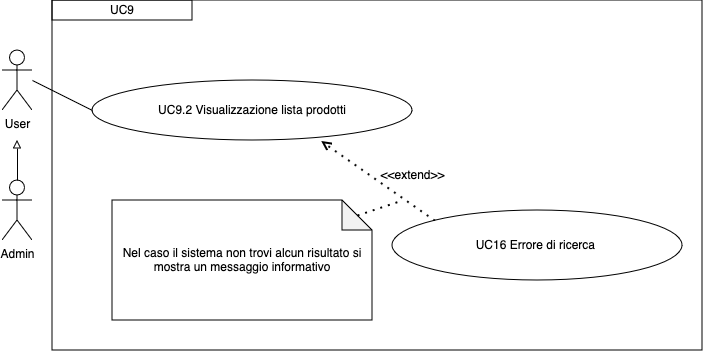 UC9
UC9.2 Visualizzazione lista prodotti
User
<<extend>>
Admin
Nel caso il sistema non trovi alcun risultato si
mostra un messaggio informativo
UC16 Errore di ricerca